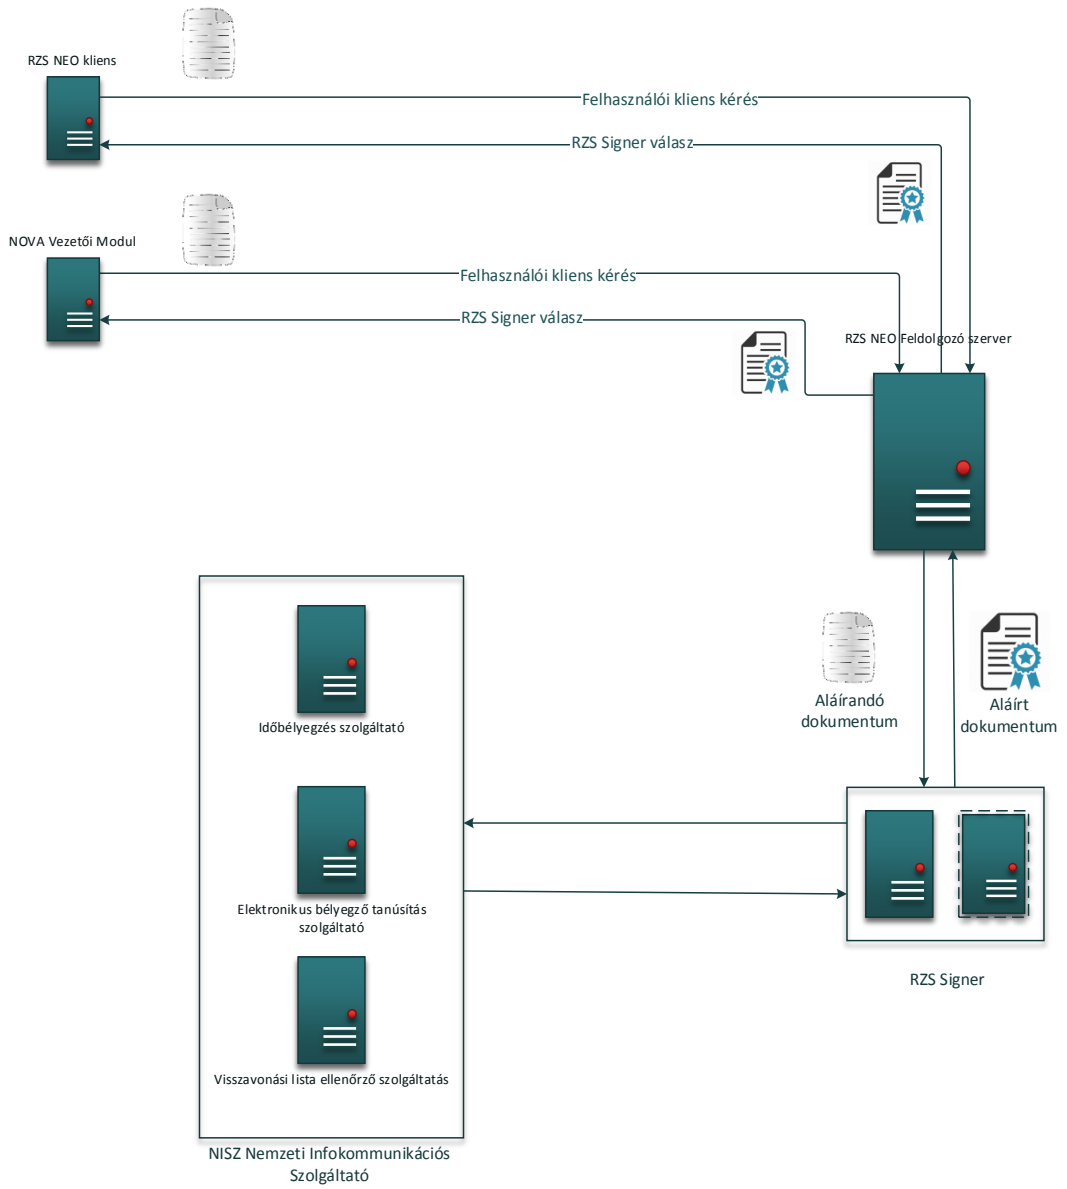 RZS NEO kliens
Felhasználói kliens kérés
RZS Signer válasz
NOVA Vezetői Modul
Felhasználói kliens kérés
RZS Signer válasz
RZS NEO Feldolgozó szerver
Aláírandó
dokumentum
Aláírt
dokumentum
Időbélyegzés szolgáltató
Elektronikus bélyegző tanúsítás
szolgáltató
Visszavonási lista ellenőrző szolgáltatás
RZS Signer
NISZ Nemzeti Infokommunikációs
Szolgáltató